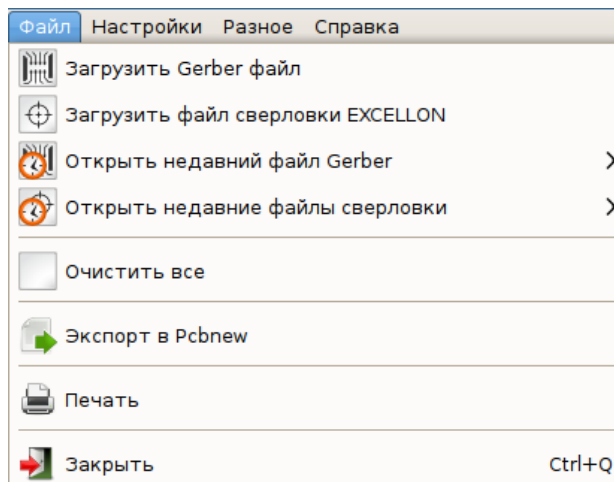 Файл Настройки Разное Справка
Загрузить Gerber файл
Загрузить файл сверловки EXCELLON
Открыть недавний файл Gerber
Открыть недавние файлы сверловки
Очистить все
Экспорт в Pcbnew
Печать
Закрыть Ctrl+Q